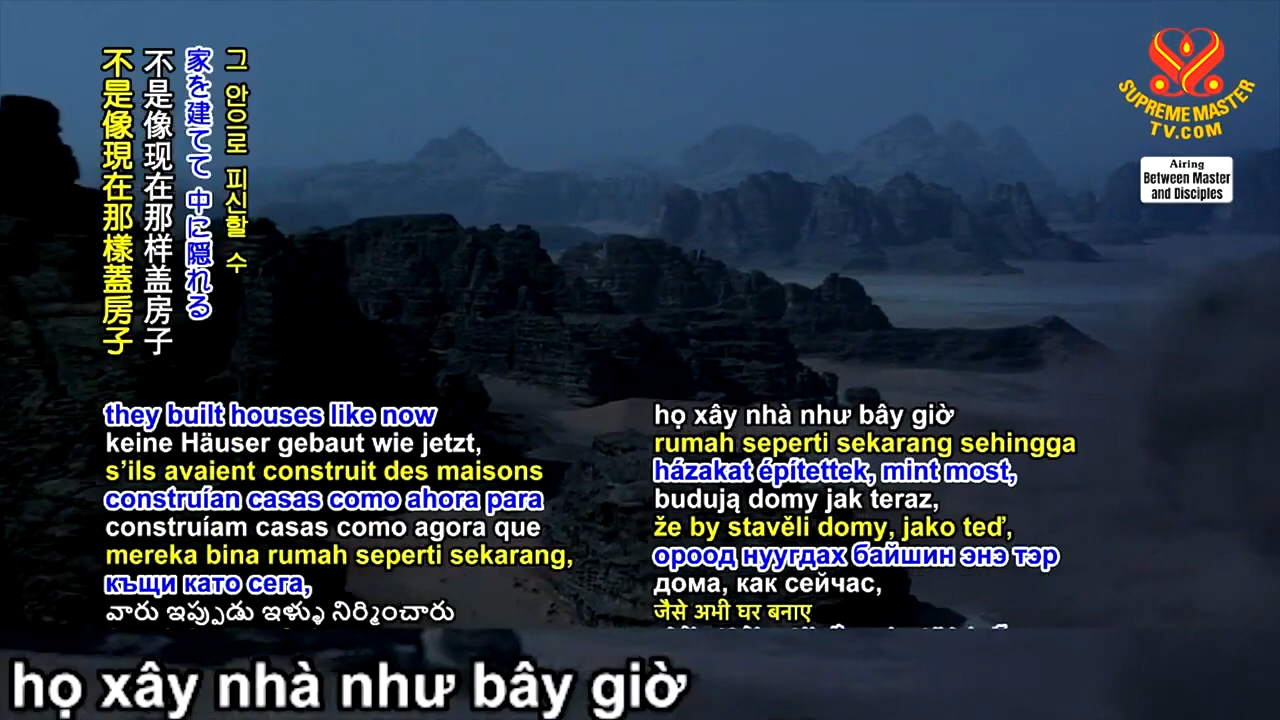 그 안으로 피신할 수
家を建てて 中に隠れる
不是像现在那样盖房子
不是像現在那樣蓋房子
SUPREME MASTER
TV.COM
Airing
Between Master
and Disciples
they built houses like now
keine Häuser gebaut wie jetzt,
s’ils avaient construit des maisons
construían casas como ahora para
construíam casas como agora que
mereka bina rumah seperti sekarang,
къщи като сега,
వారు ఇప్పుడు ఇళ్ళు నిర్మించారు
họ xây nhà như bây giờ
rumah seperti sekarang sehingga
házakat építettek, mint most,
budują domy jak teraz,
že by stavěli domy, jako teď,
ороод нуугдах байшин энэ тэр
дома, как сейчас,
जैसे अभी घर बनाए
họ xây nhà như bây giờ